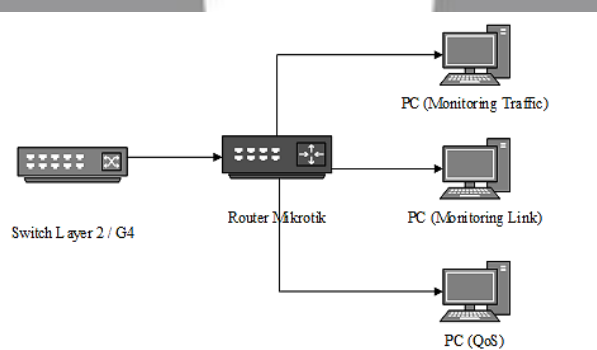 PC (Monitoring Traffic)
Router Mikrotik
PC (Monitoring Link)
Switch Layer 2 / G4
PC (QoS)